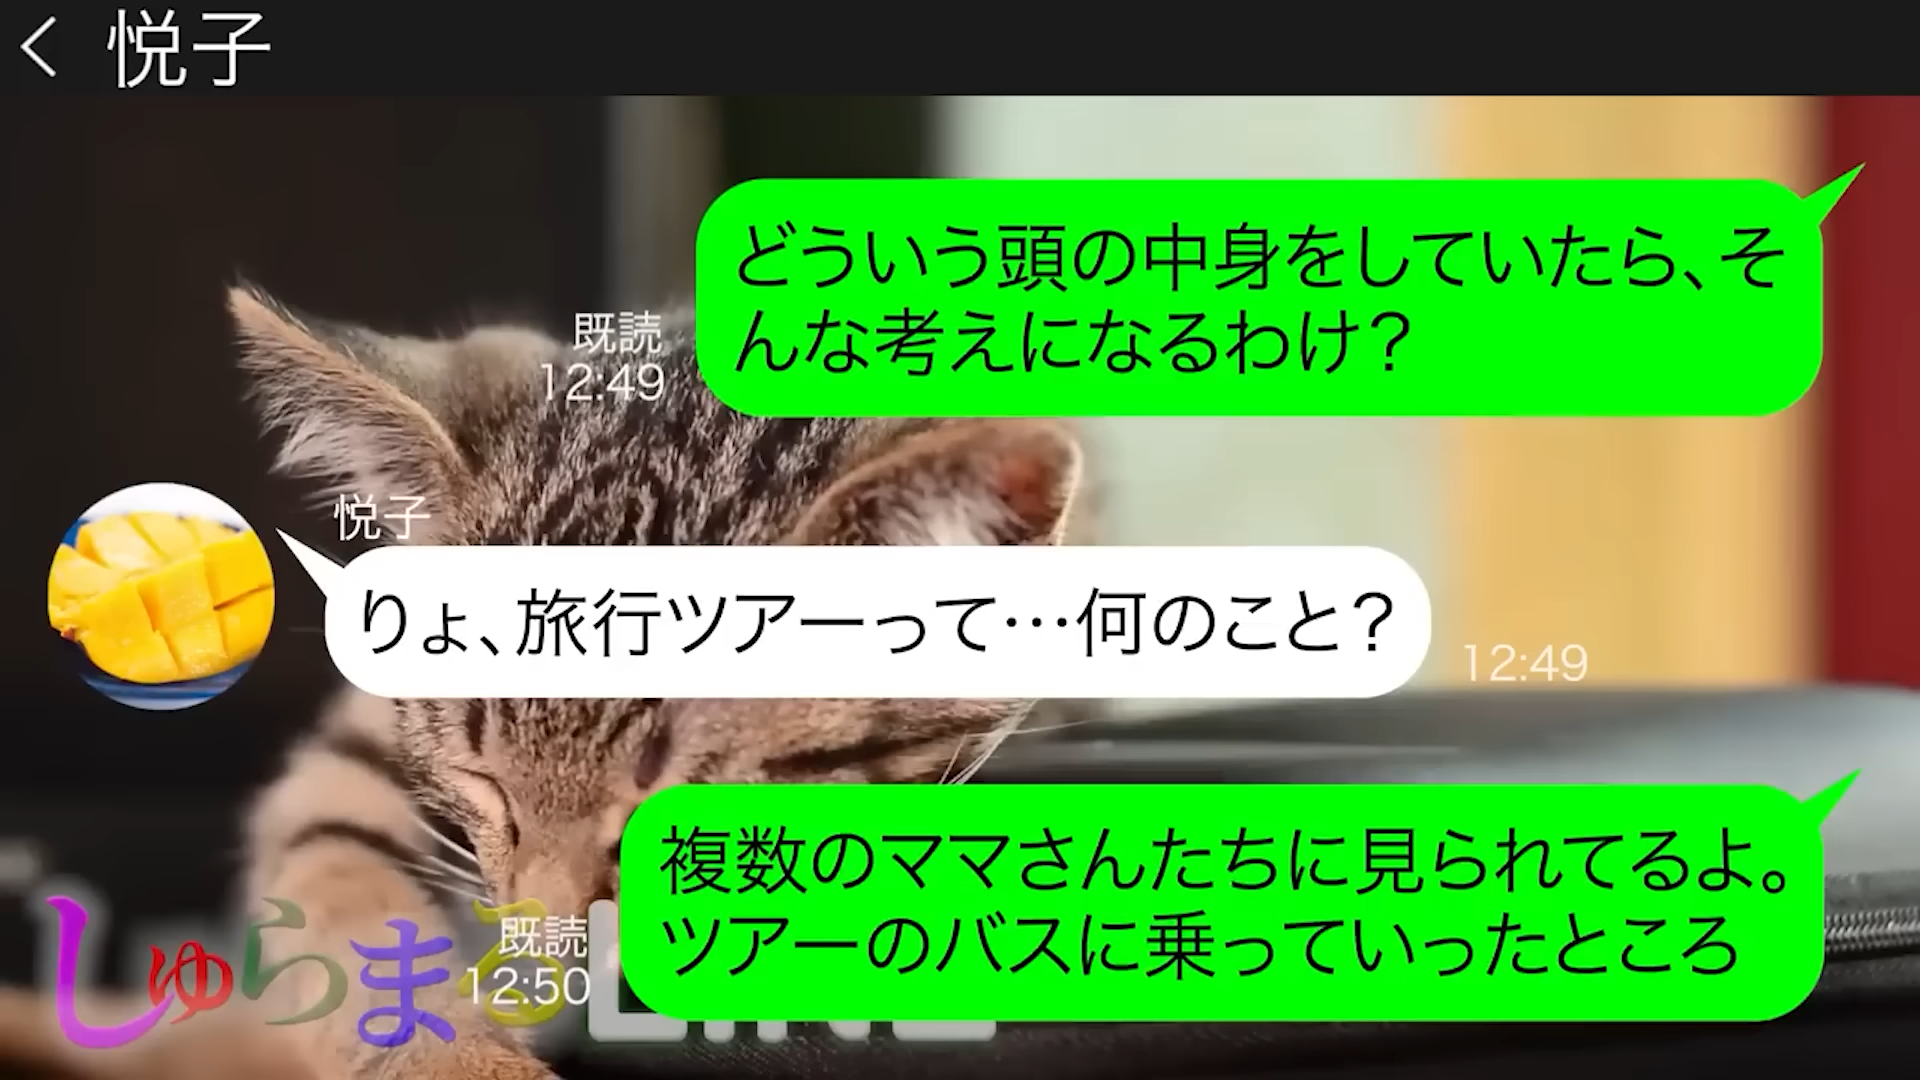 悦子
どういう頭の中身をしていたら、そ
んな考えになるわけ？
既読
12:49
悦子
りょ、旅行ツアーって…何のこと？
12:49
複数のママさんたちに見られてるよ。
ツアーのバスに乗っていったところ
既読
12:50
しゅらまる